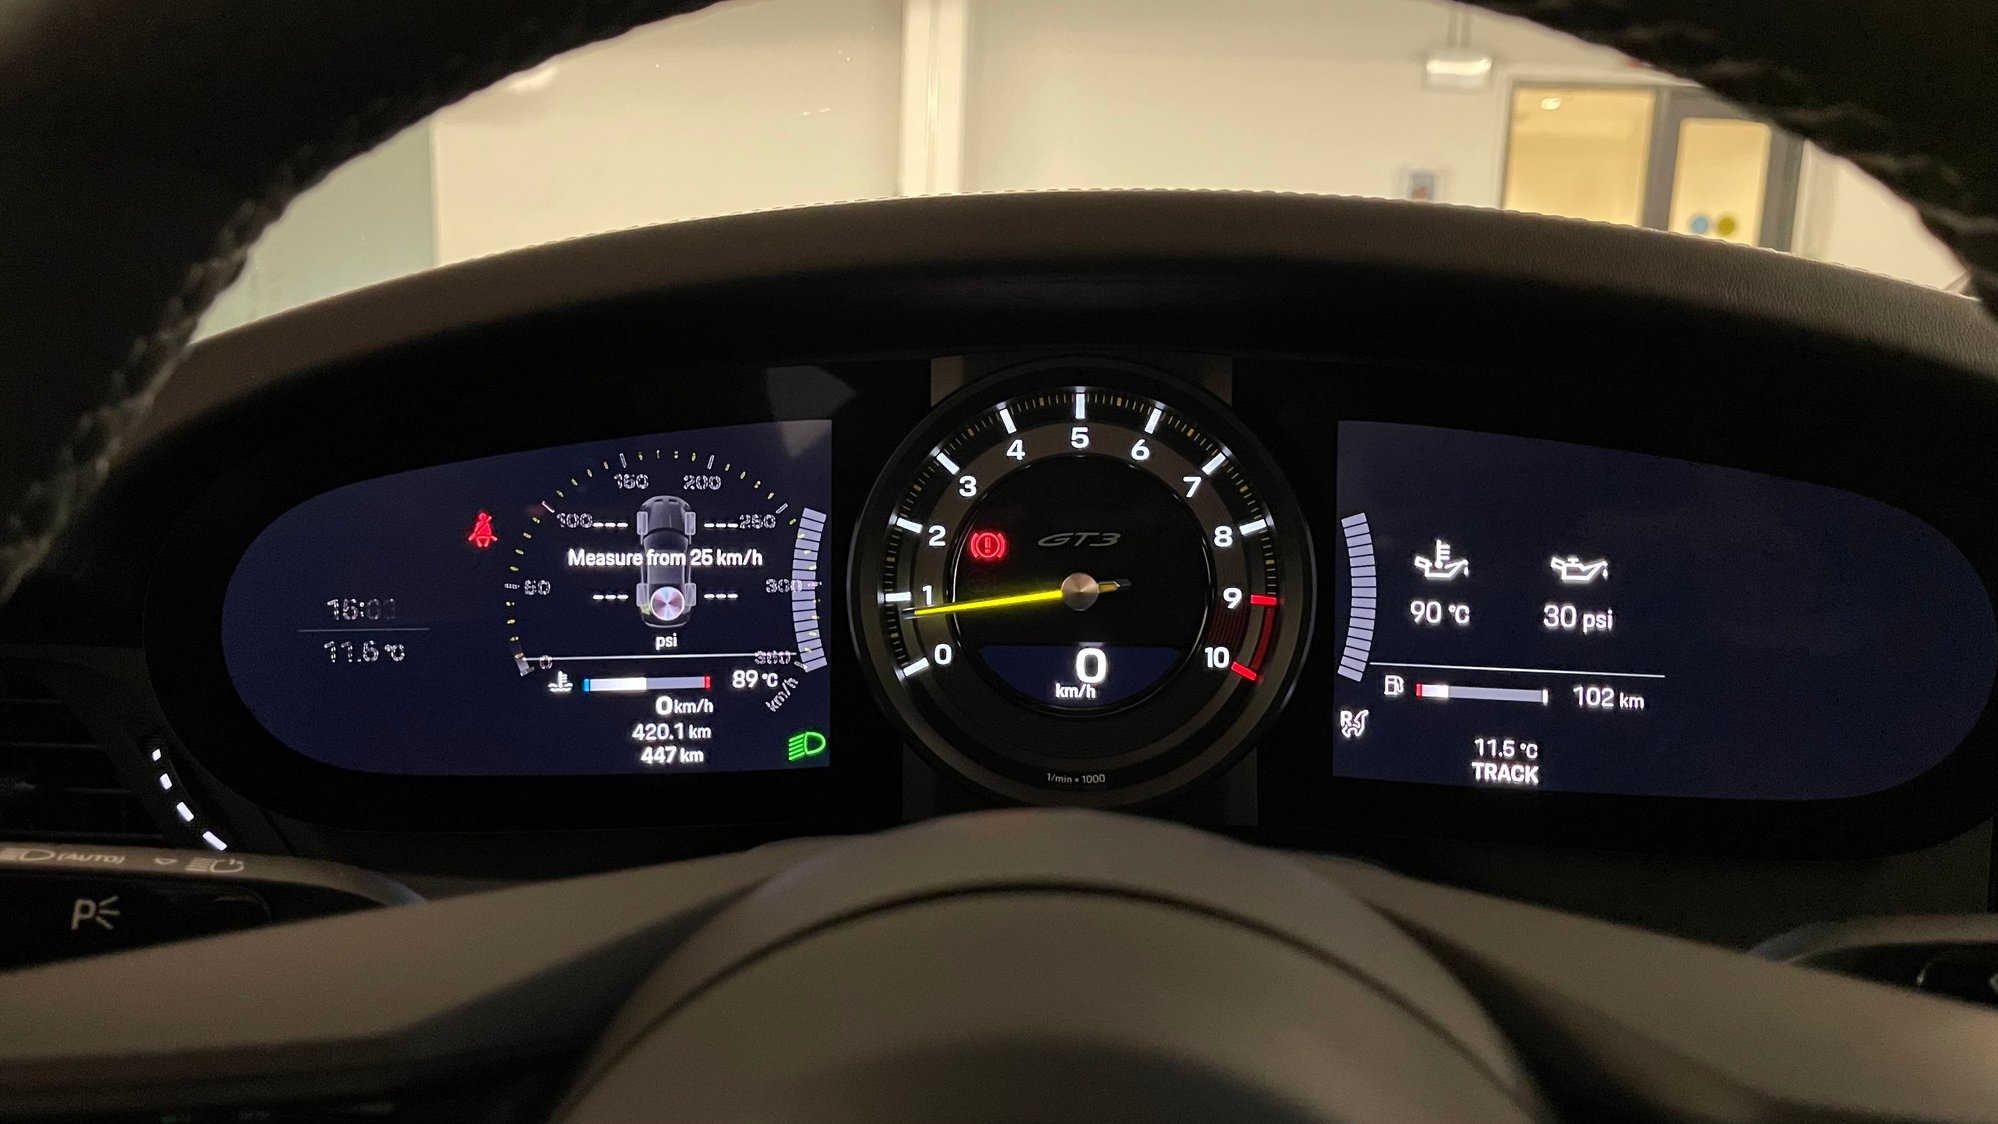 150 200
100 --- --- 250
Measure from 25 km/h
50 300
--- ---
psi
0 350
km/h
11.5 °C
89 °C
0 km/h
420.1 km
447 km
GT3
0 1 2 3 4 5 6 7 8 9 10
0
km/h
1/min × 1000
90 °C 30 psi
102 km
R
11.5 °C
TRACK
(AUTO)
P